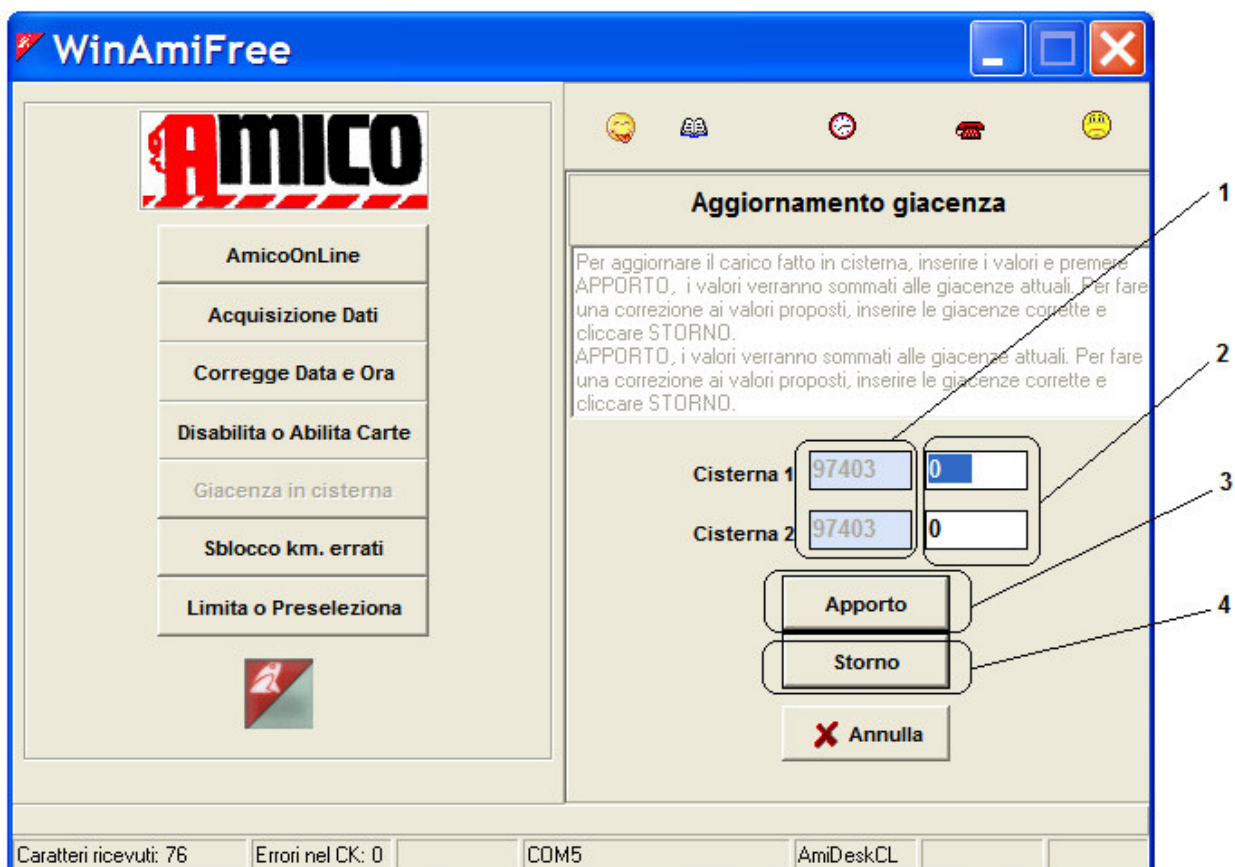 WinAmiFree
AMICO
AmicoOnLine
Acquisizione Dati
Corregge Data e Ora
Disabilita o Abilita Carte
Giacenza in cisterna
Sblocco km. errati
Limita o Preseleziona
Aggiornamento giacenza
Per aggiornare il carico fatto in cisterna, inserire i valori e premere
APPORTO, i valori verranno sommati alle giacenze attuali. Per fare
una correzione ai valori proposti, inserire le giacenze corrette e
cliccare STORNO.
APPORTO, i valori verranno sommati alle giacenze attuali. Per fare
una correzione ai valori proposti, inserire le giacenze corrette e
cliccare STORNO.
Cisterna 1 97403 0
Cisterna 2 97403 0
Apporto
Storno
Annulla
1
2
3
4
Caratteri ricevuti: 76 Errori nel CK: 0 COM5 AmiDeskCL